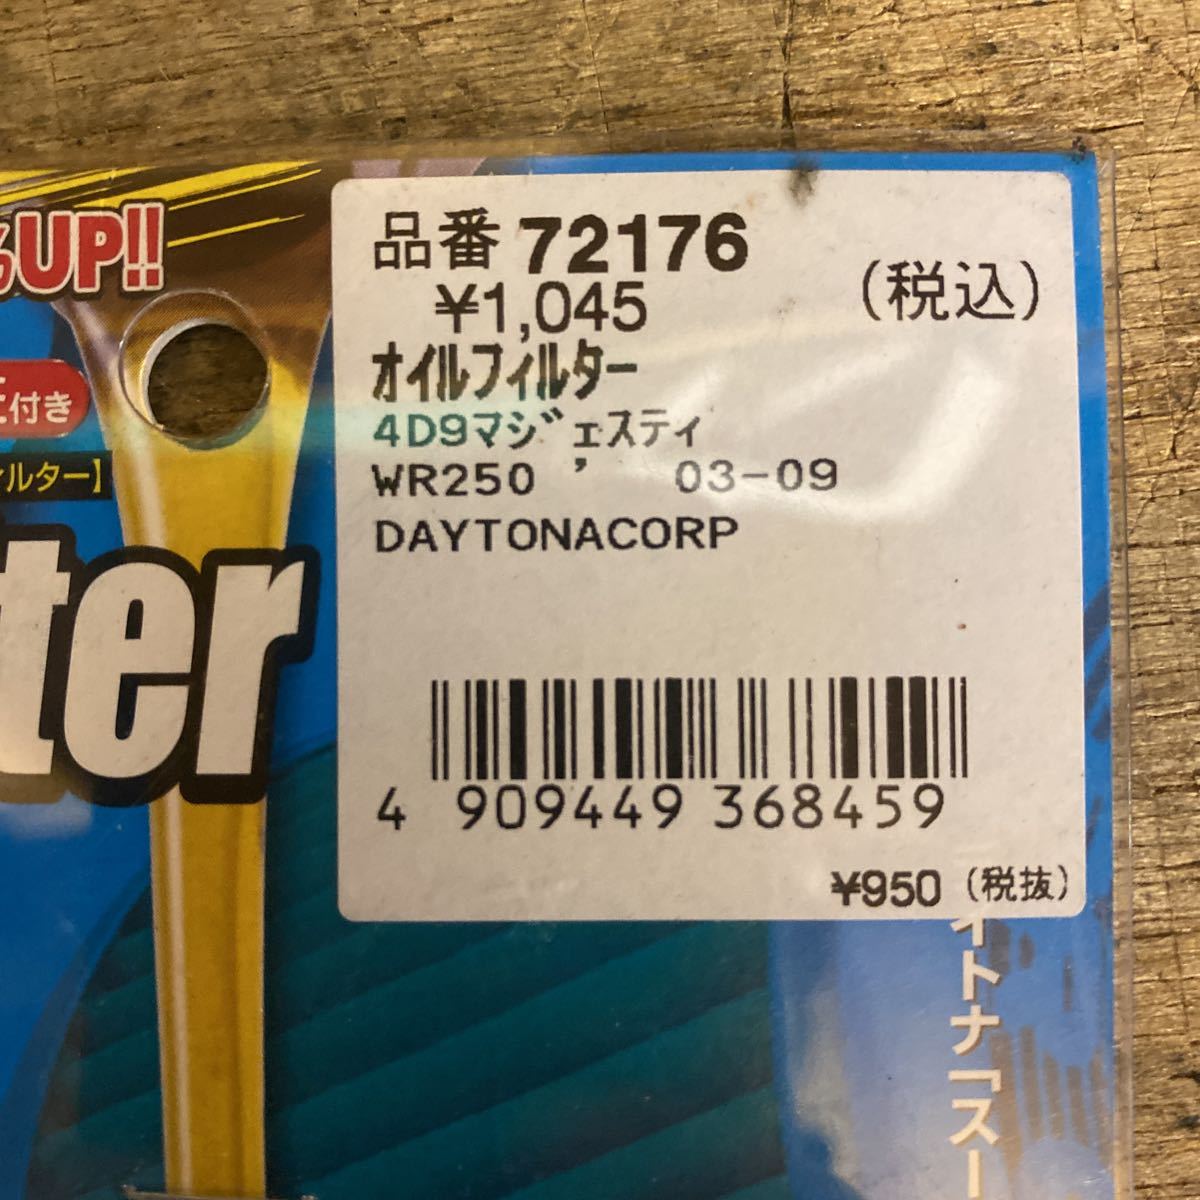 品番 72176
¥1,045 (税込)
オイルフィルター
4D9マジェスティ
WR250 ' 03-09
DAYTONACORP
4 909449 368459
¥950 (税抜)
UP!!
付き
ルター】
ter
イトナ「スー